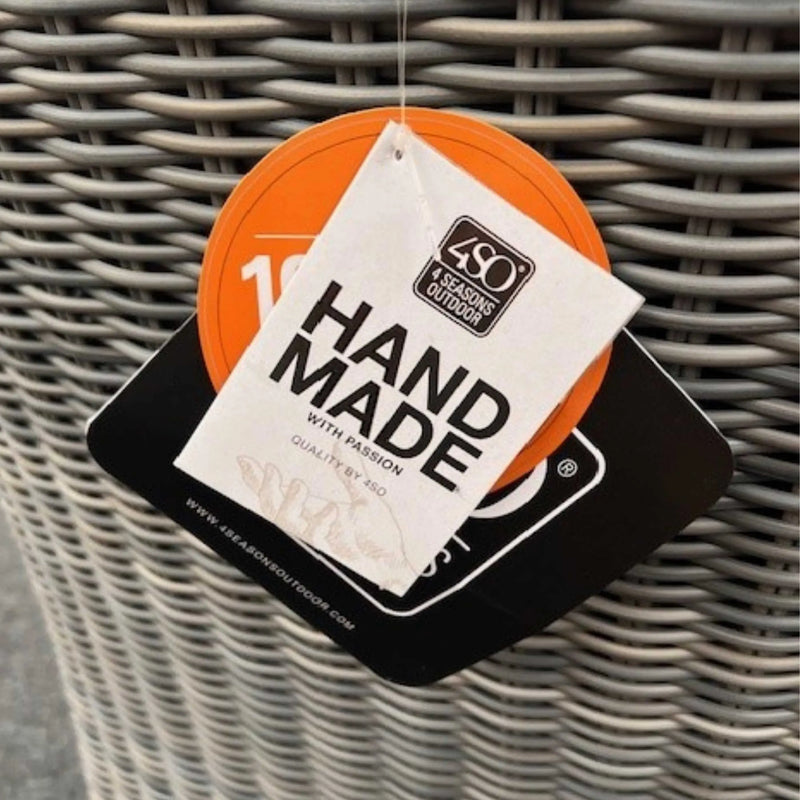 4SO®
4 SEASONS
OUTDOOR
HAND
MADE
WITH PASSION
QUALITY BY 4SO
®
WWW.4SEASONSOUTDOOR.COM